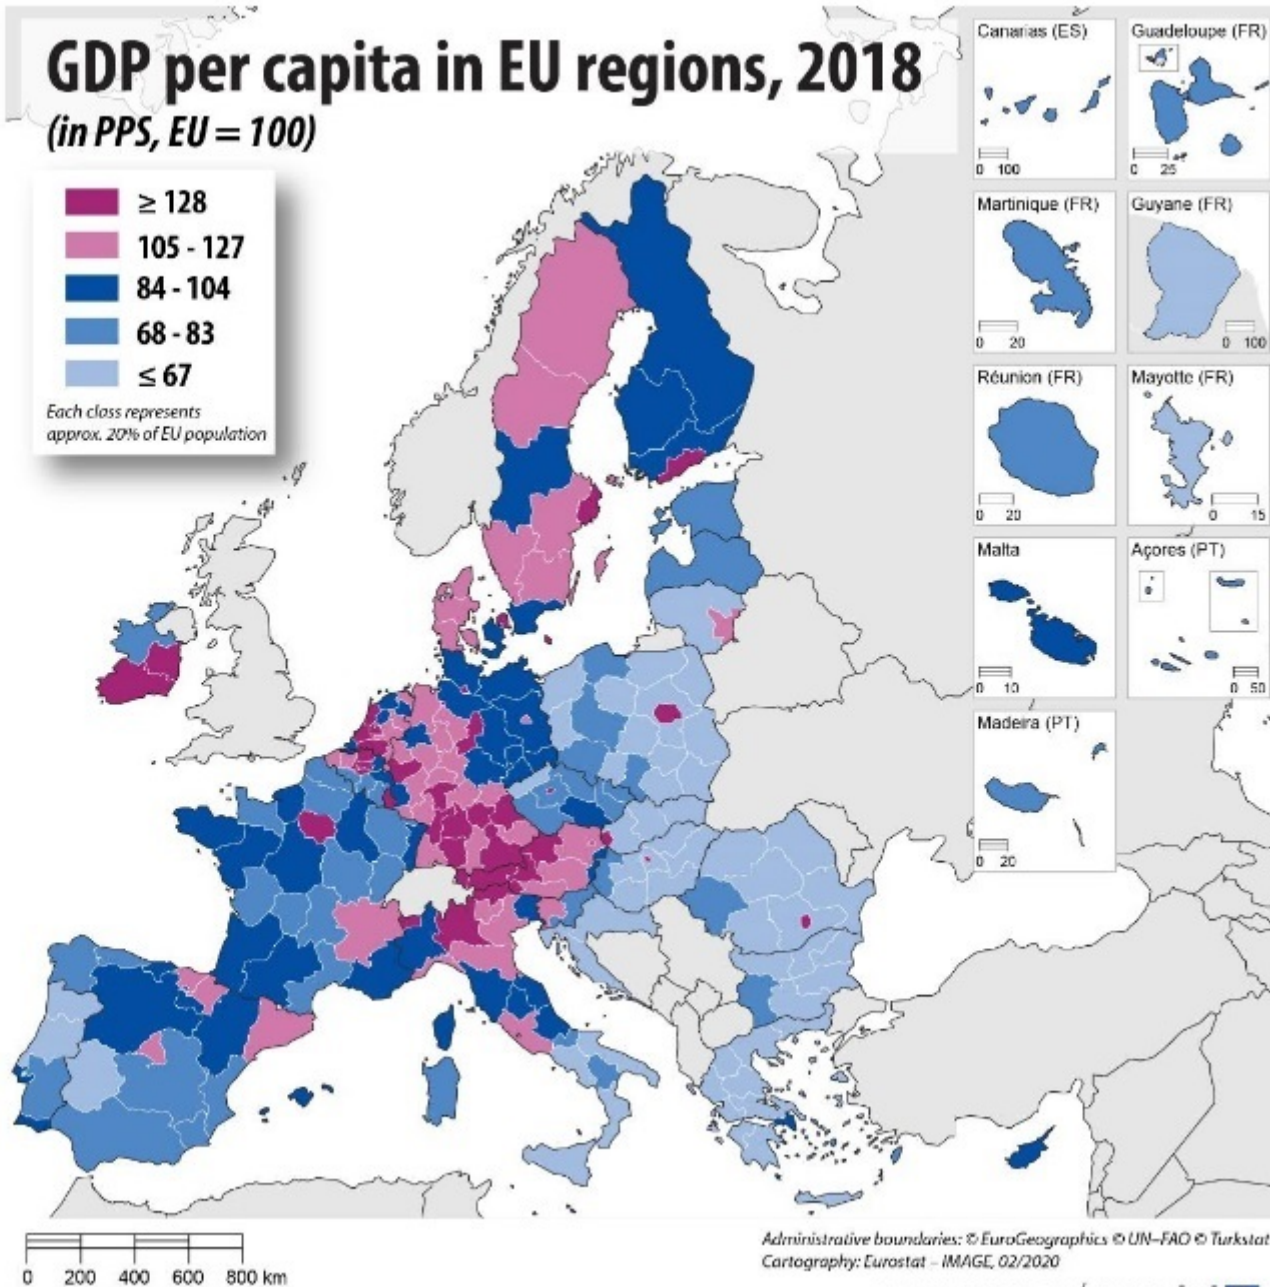 GDP per capita in EU regions, 2018
(in PPS, EU = 100)
≥ 128
105 - 127
84 - 104
68 - 83
≤ 67
Each class represents
approx. 20% of EU population
Canarias (ES)
0 100
Guadeloupe (FR)
0 25
Martinique (FR)
0 20
Guyane (FR)
0 100
Réunion (FR)
0 20
Mayotte (FR)
0 15
Malta
0 10
Açores (PT)
0 50
Madeira (PT)
0 20
0 200 400 600 800 km
Administrative boundaries: © EuroGeographics © UN–FAO © Turkstat
Cartography: Eurostat – IMAGE, 02/2020